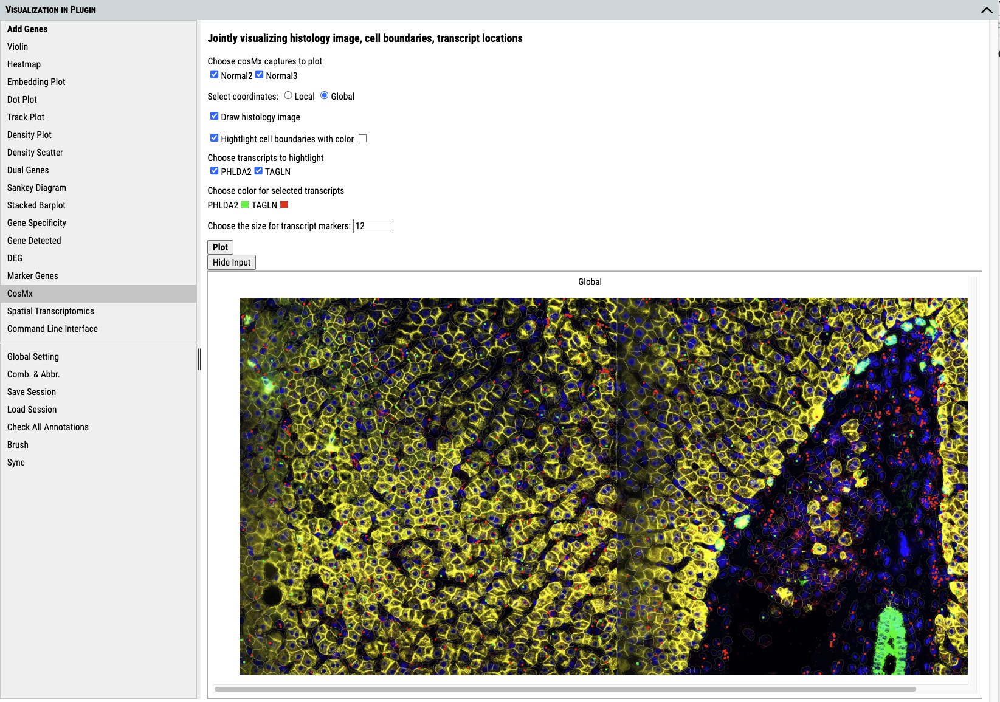 Visualization in Plugin
Add Genes
Violin
Heatmap
Embedding Plot
Dot Plot
Track Plot
Density Plot
Density Scatter
Dual Genes
Sankey Diagram
Stacked Barplot
Gene Specificity
Gene Detected
DEG
Marker Genes
CosMx
Spatial Transcriptomics
Command Line Interface
Global Setting
Comb. & Abbr.
Save Session
Load Session
Check All Annotations
Brush
Sync
Jointly visualizing histology image, cell boundaries, transcript locations
Choose cosMx captures to plot
Normal2 Normal3
Select coordinates: Local Global
Draw histology image
Hightlight cell boundaries with color
Choose transcripts to hightlight
PHLDA2 TAGLN
Choose color for selected transcripts
PHLDA2 TAGLN
Choose the size for transcript markers: 12
Plot
Hide Input
Global